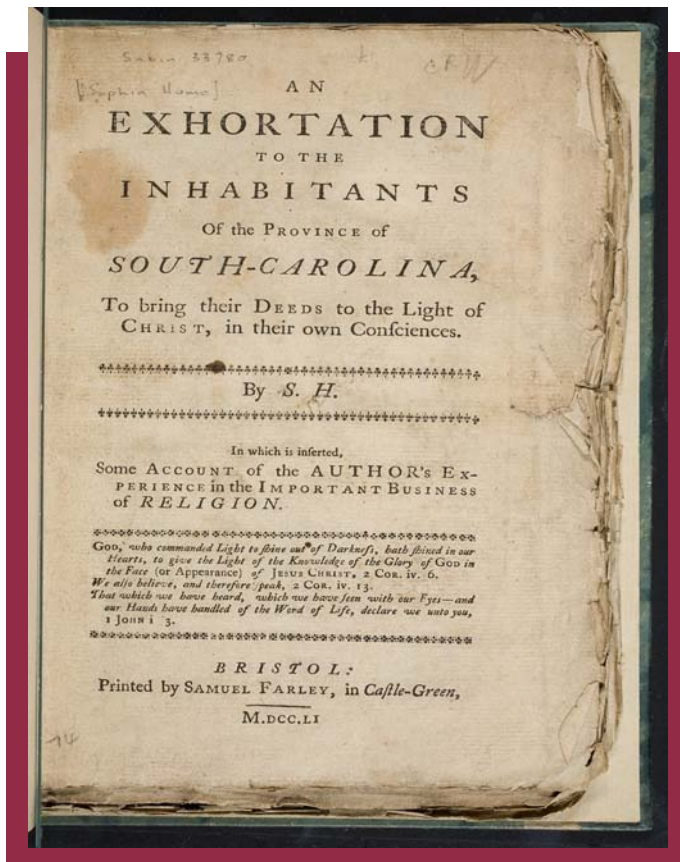 Sabin 33780
CRW
[Sophia Hume]
AN
EXHORTATION
TO THE
INHABITANTS
Of the PROVINCE of
SOUTH-CAROLINA,
To bring their DEEDS to the Light of
CHRIST, in their own Conſciences.
By S. H.
In which is inſerted,
Some ACCOUNT of the AUTHOR's Ex-
PERIENCE in the IMPORTANT BUSINESS
of RELIGION.
GOD, who commanded Light to ſhine out of Darkneſs, hath ſhined in our
Hearts, to give the Light of the Knowledge of the Glory of GOD in
the Face (or Appearance) of JESUS CHRIST, 2 COR. iv. 6.
We alſo believe, and therefore ſpeak, 2 COR. iv. 13.
That which we have heard, which we have ſeen with our Eyes—and
our Hands have handled of the Word of Life, declare we unto you,
1 JOHN i 3.
BRISTOL:
Printed by SAMUEL FARLEY, in Caſtle-Green,
M.DCC.LI
14